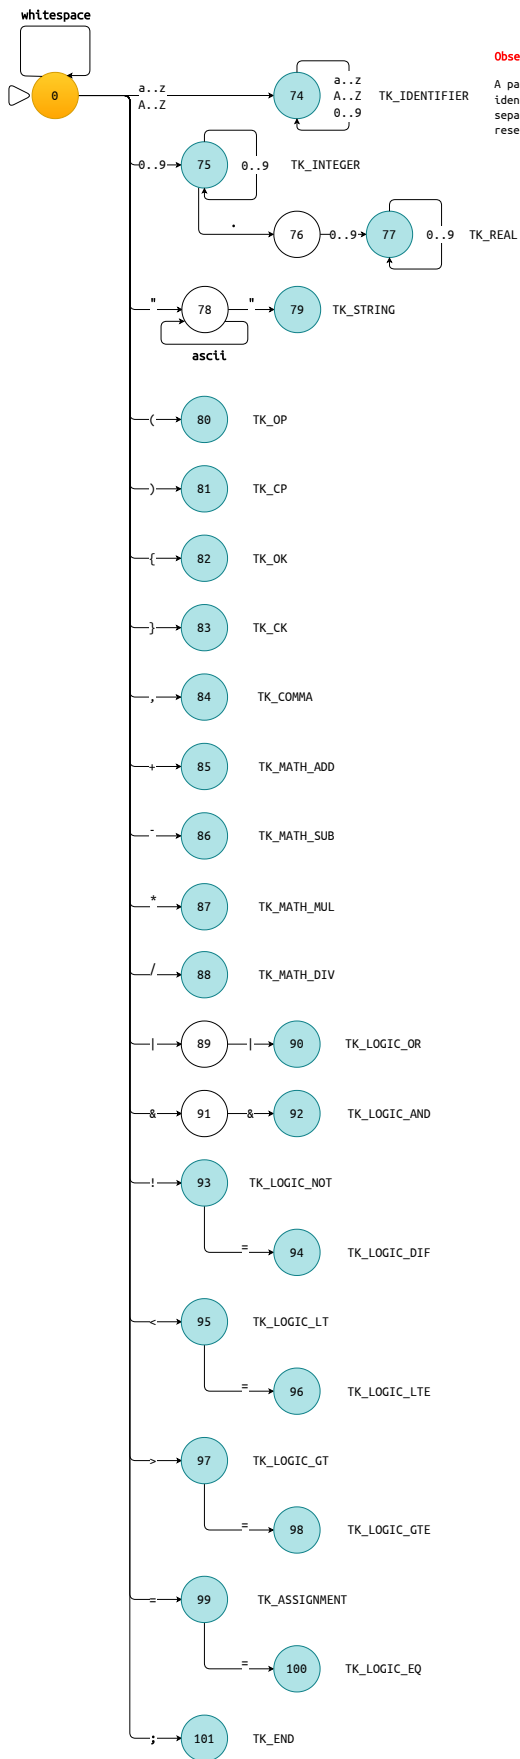 whitespace
0
a..z
A..Z
74
a..z
A..Z
0..9
TK_IDENTIFIER
Obse
A pa
iden
sepa
rese
0..9
75
0..9
TK_INTEGER
.
76
0..9
77
0..9
TK_REAL
"
78
"
79
TK_STRING
ascii
(
80
TK_OP
)
81
TK_CP
{
82
TK_OK
}
83
TK_CK
,
84
TK_COMMA
+
85
TK_MATH_ADD
-
86
TK_MATH_SUB
*
87
TK_MATH_MUL
/
88
TK_MATH_DIV
|
89
|
90
TK_LOGIC_OR
&
91
&
92
TK_LOGIC_AND
!
93
TK_LOGIC_NOT
=
94
TK_LOGIC_DIF
<
95
TK_LOGIC_LT
=
96
TK_LOGIC_LTE
>
97
TK_LOGIC_GT
=
98
TK_LOGIC_GTE
=
99
TK_ASSIGNMENT
=
100
TK_LOGIC_EQ
;
101
TK_END